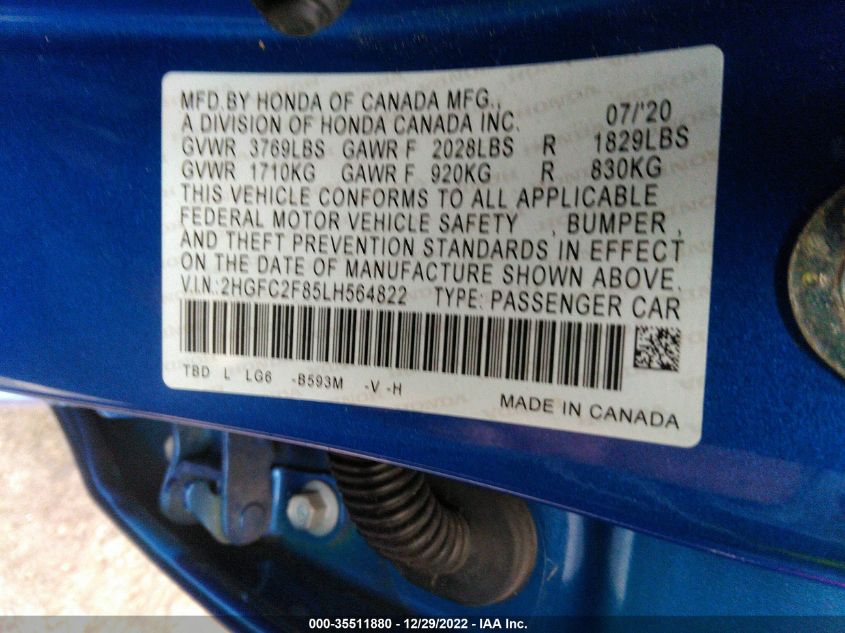 MFD.BY HONDA OF CANADA MFG., 07/'20
A DIVISION OF HONDA CANADA INC.
GVWR 3769LBS GAWR F 2028LBS R 1829LBS
GVWR 1710KG GAWR F 920KG R 830KG
THIS VEHICLE CONFORMS TO ALL APPLICABLE
FEDERAL MOTOR VEHICLE SAFETY , BUMPER ,
AND THEFT PREVENTION STANDARDS IN EFFECT
ON THE DATE OF MANUFACTURE SHOWN ABOVE.
V.I.N.:2HGFC2F85LH564822 TYPE: PASSENGER CAR
TBD L LG6 -B593M -V -H
MADE IN CANADA
000-35511880 - 12/29/2022 - IAA Inc.